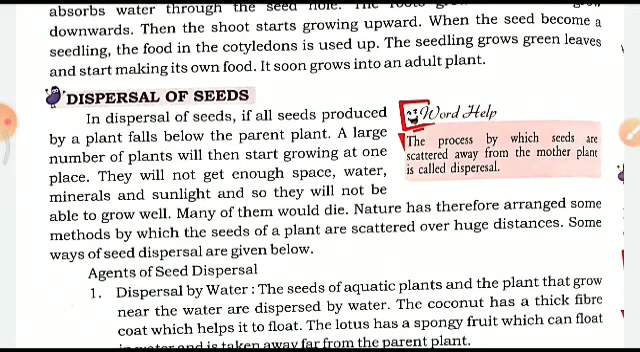 absorbs water through the seed hole. The roots
downwards. Then the shoot starts growing upward. When the seed become a
seedling, the food in the cotyledons is used up. The seedling grows green leaves
and start making its own food. It soon grows into an adult plant.
DISPERSAL OF SEEDS
In dispersal of seeds, if all seeds produced
by a plant falls below the parent plant. A large
number of plants will then start growing at one
place. They will not get enough space, water,
minerals and sunlight and so they will not be
able to grow well. Many of them would die. Nature has therefore arranged some
methods by which the seeds of a plant are scattered over huge distances. Some
ways of seed dispersal are given below.
Word Help
The process by which seeds are
scattered away from the mother plant
is called disperesal.
Agents of Seed Dispersal
1. Dispersal by Water : The seeds of aquatic plants and the plant that grow
near the water are dispersed by water. The coconut has a thick fibre
coat which helps it to float. The lotus has a spongy fruit which can float
in water and is taken away far from the parent plant.